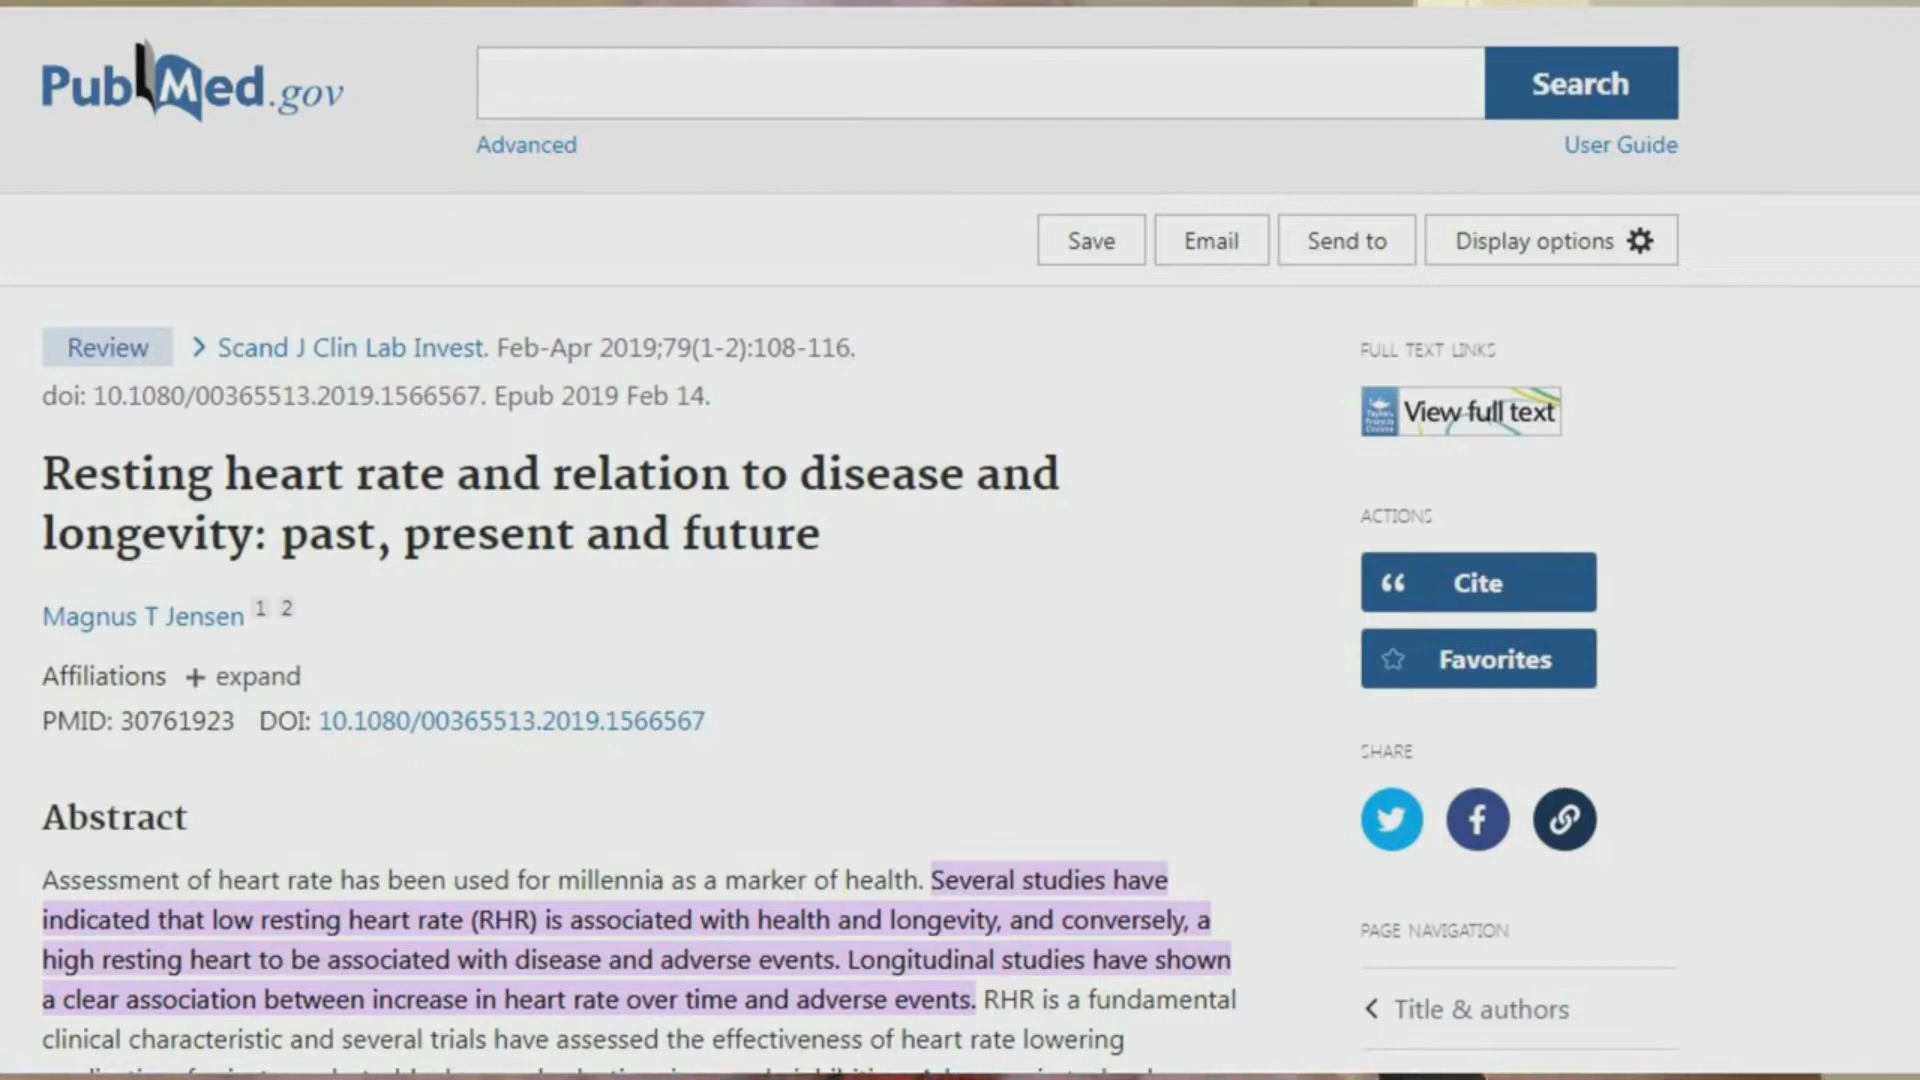 PubMed.gov
Search
Advanced
User Guide
Save
Email
Send to
Display options
Review
Scand J Clin Lab Invest. Feb-Apr 2019;79(1-2):108-116.
doi: 10.1080/00365513.2019.1566567. Epub 2019 Feb 14.
Resting heart rate and relation to disease and
longevity: past, present and future
Magnus T Jensen 1 2
Affiliations + expand
PMID: 30761923 DOI: 10.1080/00365513.2019.1566567
Abstract
Assessment of heart rate has been used for millennia as a marker of health. Several studies have
indicated that low resting heart rate (RHR) is associated with health and longevity, and conversely, a
high resting heart to be associated with disease and adverse events. Longitudinal studies have shown
a clear association between increase in heart rate over time and adverse events. RHR is a fundamental
clinical characteristic and several trials have assessed the effectiveness of heart rate lowering
FULL TEXT LINKS
View full text
ACTIONS
Cite
Favorites
SHARE
PAGE NAVIGATION
Title & authors